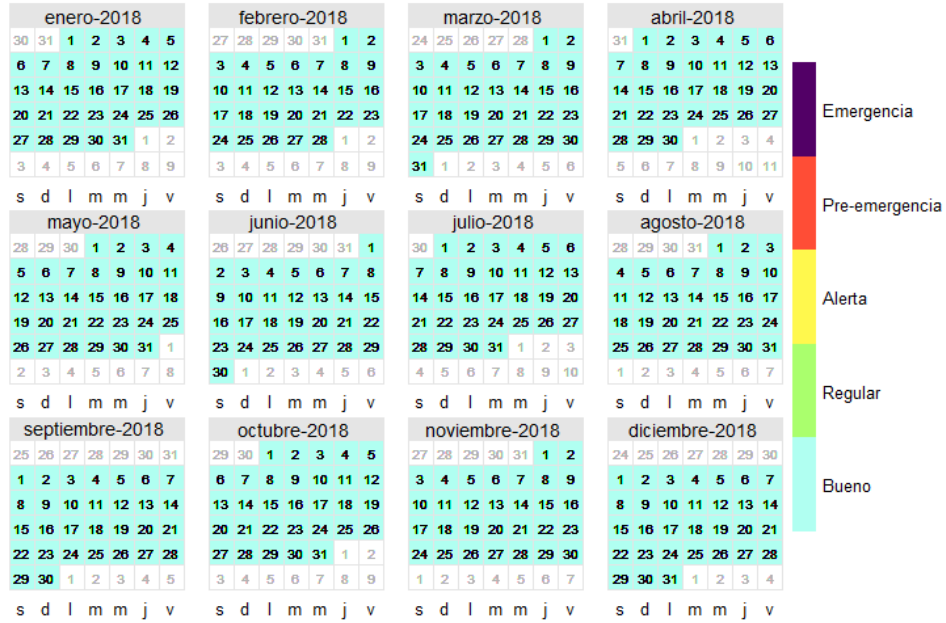 enero-2018
30 31 1 2 3 4 5
6 7 8 9 10 11 12
13 14 15 16 17 18 19
20 21 22 23 24 25 26
27 28 29 30 31 1 2
3 4 5 6 7 8 9
s d l m m j v
febrero-2018
27 28 29 30 31 1 2
3 4 5 6 7 8 9
10 11 12 13 14 15 16
17 18 19 20 21 22 23
24 25 26 27 28 1 2
3 4 5 6 7 8 9
s d l m m j v
marzo-2018
24 25 26 27 28 1 2
3 4 5 6 7 8 9
10 11 12 13 14 15 16
17 18 19 20 21 22 23
24 25 26 27 28 29 30
31 1 2 3 4 5 6
s d l m m j v
abril-2018
31 1 2 3 4 5 6
7 8 9 10 11 12 13
14 15 16 17 18 19 20
21 22 23 24 25 26 27
28 29 30 1 2 3 4
5 6 7 8 9 10 11
s d l m m j v
mayo-2018
28 29 30 1 2 3 4
5 6 7 8 9 10 11
12 13 14 15 16 17 18
19 20 21 22 23 24 25
26 27 28 29 30 31 1
2 3 4 5 6 7 8
s d l m m j v
junio-2018
26 27 28 29 30 31 1
2 3 4 5 6 7 8
9 10 11 12 13 14 15
16 17 18 19 20 21 22
23 24 25 26 27 28 29
30 1 2 3 4 5 6
s d l m m j v
julio-2018
30 1 2 3 4 5 6
7 8 9 10 11 12 13
14 15 16 17 18 19 20
21 22 23 24 25 26 27
28 29 30 31 1 2 3
4 5 6 7 8 9 10
s d l m m j v
agosto-2018
28 29 30 31 1 2 3
4 5 6 7 8 9 10
11 12 13 14 15 16 17
18 19 20 21 22 23 24
25 26 27 28 29 30 31
1 2 3 4 5 6 7
s d l m m j v
septiembre-2018
25 26 27 28 29 30 31
1 2 3 4 5 6 7
8 9 10 11 12 13 14
15 16 17 18 19 20 21
22 23 24 25 26 27 28
29 30 1 2 3 4 5
s d l m m j v
octubre-2018
29 30 1 2 3 4 5
6 7 8 9 10 11 12
13 14 15 16 17 18 19
20 21 22 23 24 25 26
27 28 29 30 31 1 2
3 4 5 6 7 8 9
s d l m m j v
noviembre-2018
27 28 29 30 31 1 2
3 4 5 6 7 8 9
10 11 12 13 14 15 16
17 18 19 20 21 22 23
24 25 26 27 28 29 30
1 2 3 4 5 6 7
s d l m m j v
diciembre-2018
24 25 26 27 28 29 30
1 2 3 4 5 6 7
8 9 10 11 12 13 14
15 16 17 18 19 20 21
22 23 24 25 26 27 28
29 30 31 1 2 3 4
s d l m m j v
Emergencia
Pre-emergencia
Alerta
Regular
Bueno